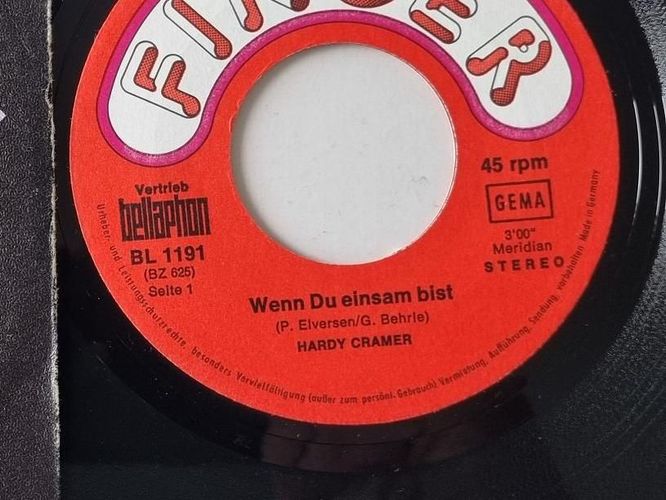 FINGER
45 rpm
Vertrieb
bellaphon
BL 1191
(BZ 625)
Seite 1
GEMA
3'00"
Meridian
STEREO
Wenn Du einsam bist
(P. Elversen/G. Behrle)
HARDY CRAMER
Urheber- und Leistungsschutzrechte, besonders Vervielfältigung (außer zum persönl. Gebrauch) Vermietung, Aufführung, Sendung, vorbehalten Made in Germany